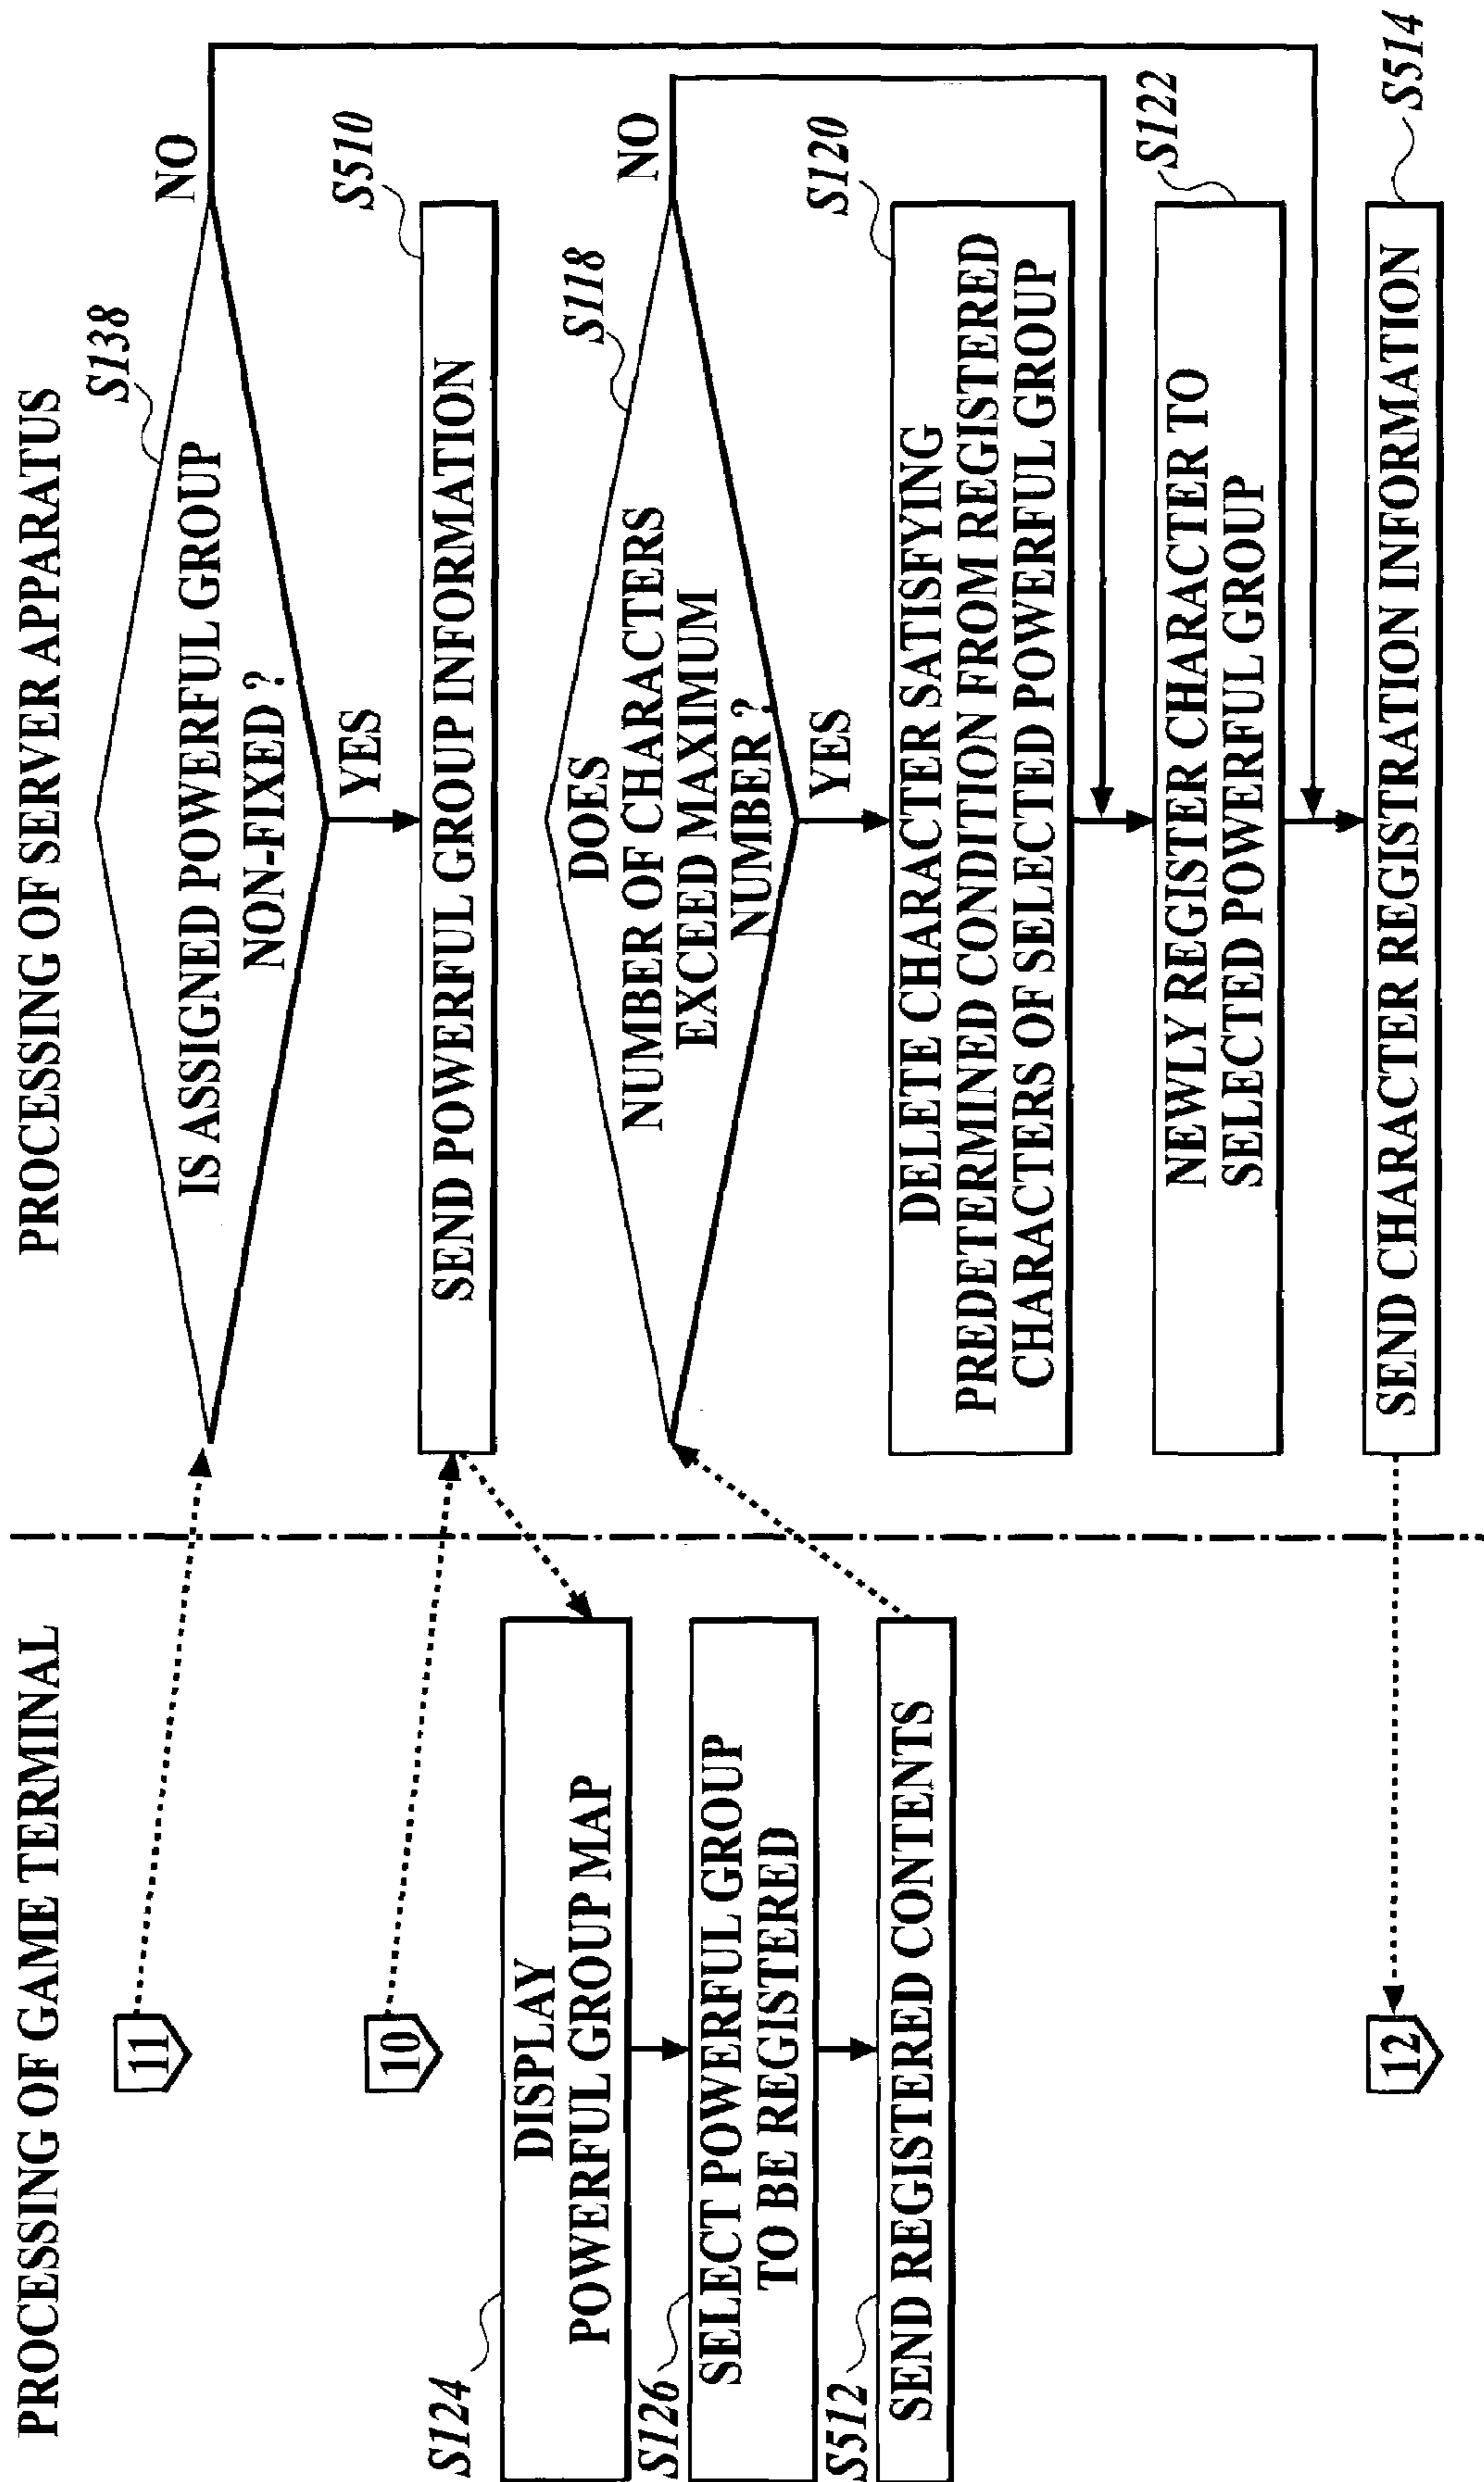 PROCESSING OF GAME TERMINAL
11
10
S124
DISPLAY
POWERFUL GROUP MAP
S126
SELECT POWERFUL GROUP
TO BE REGISTERED
S512
SEND REGISTERED CONTENTS
12
PROCESSING OF SERVER APPARATUS
S138
IS ASSIGNED POWERFUL GROUP
NON-FIXED ?
NO
YES
S510
SEND POWERFUL GROUP INFORMATION
S118
DOES
NUMBER OF CHARACTERS
EXCEED MAXIMUM
NUMBER ?
NO
YES
S120
DELETE CHARACTER SATISFYING
PREDETERMINED CONDITION FROM REGISTERED
CHARACTERS OF SELECTED POWERFUL GROUP
S122
NEWLY REGISTER CHARACTER TO
SELECTED POWERFUL GROUP
S514
SEND CHARACTER REGISTRATION INFORMATION